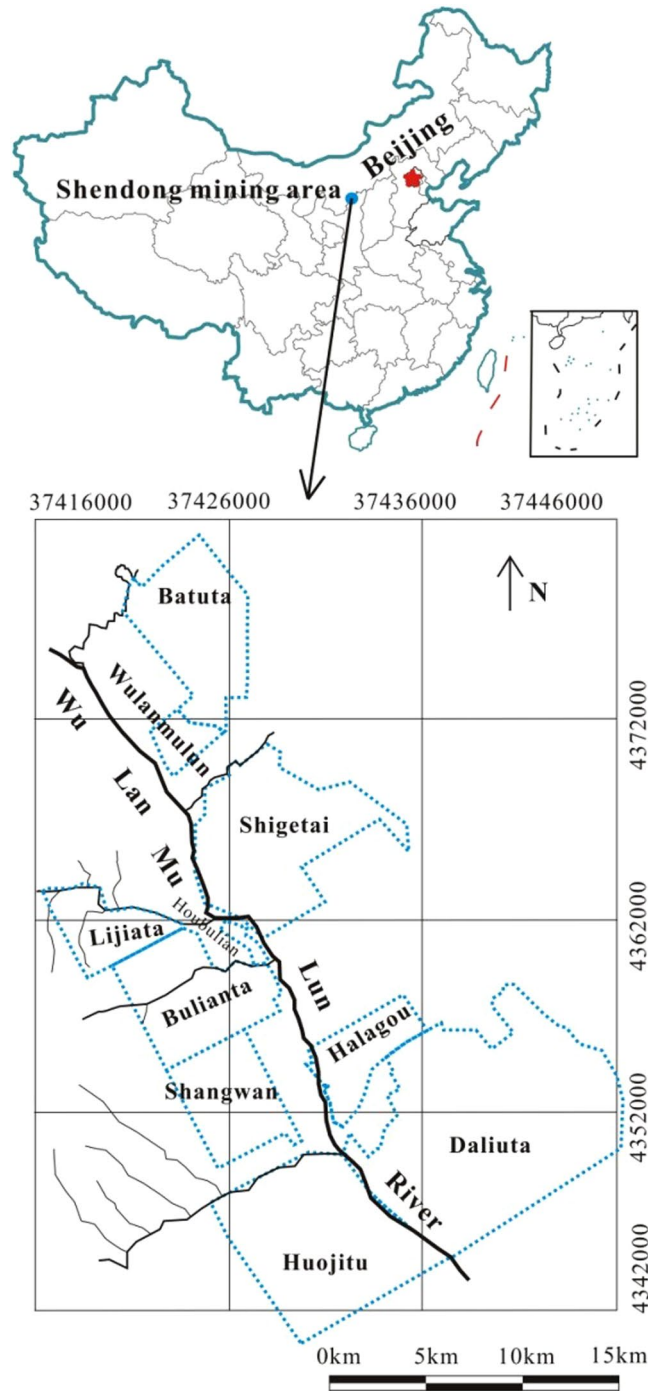 Beijing
Shendong mining area
37416000 37426000 37436000 37446000
N
Batuta
Wulanmulun
Wu
Lan
Mu
Lun
River
4372000
Shigetai
Houbulian
4362000
Lijiata
Bulianta
Halagou
Shangwan
4352000
Daliuta
Huojitu
4342000
0km 5km 10km 15km